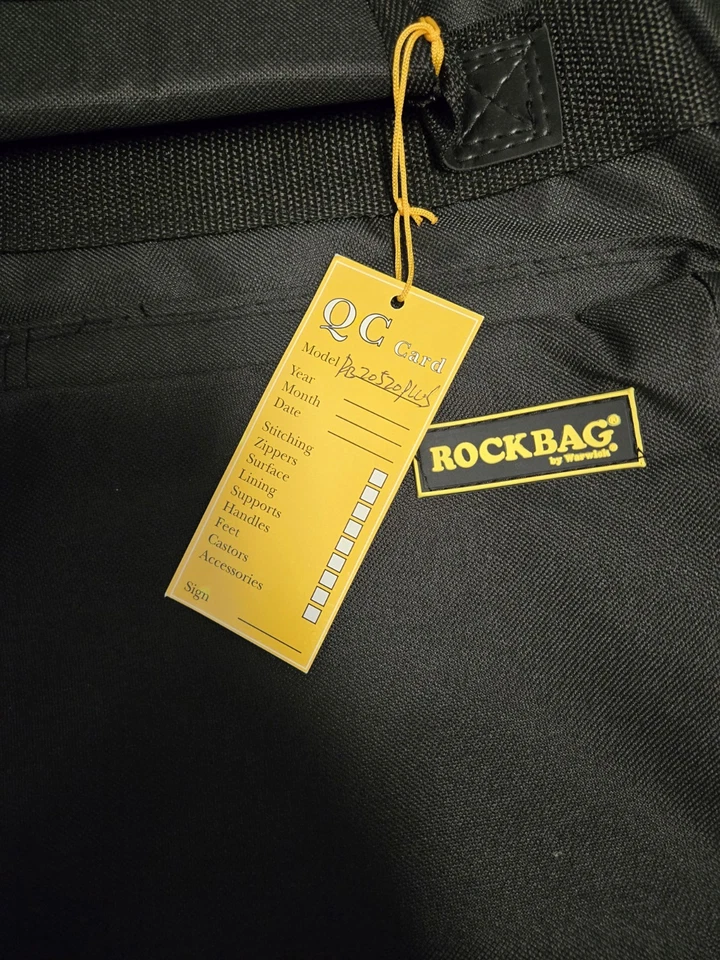 QC Card
Model RB20520PLUS
Year
Month
Date
Stitching
Zippers
Surface
Lining
Supports
Handles
Feet
Castors
Accessories
Sign
ROCKBAG®
by Warwick®